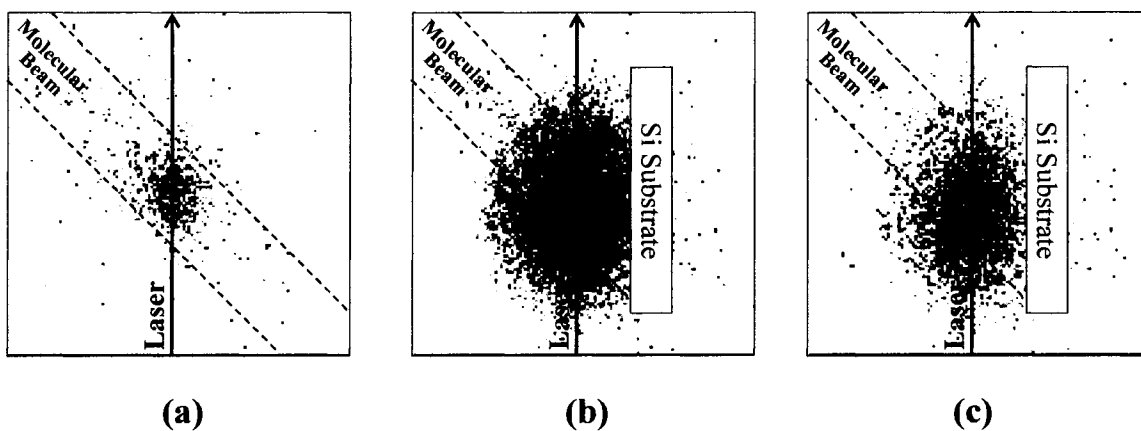 Molecular
Beam
Laser
(a)
Molecular
Beam
Laser
Si Substrate
(b)
Molecular
Beam
Laser
Si Substrate
(c)